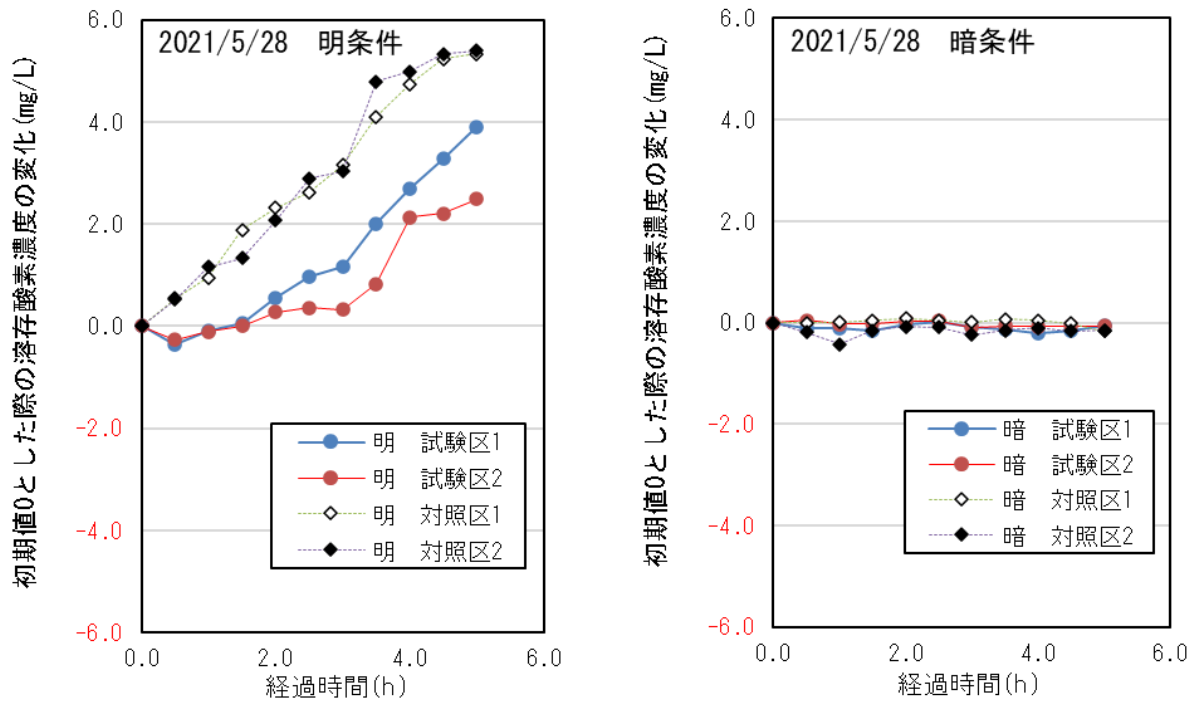 初期値0とした際の溶存酸素濃度の変化(mg/L)
6.0
4.0
2.0
0.0
-2.0
-4.0
-6.0
2021/5/28　明条件
明　試験区1
明　試験区2
明　対照区1
明　対照区2
0.0 2.0 4.0 6.0
経過時間(h)
初期値0とした際の溶存酸素濃度の変化(mg/L)
6.0
4.0
2.0
0.0
-2.0
-4.0
-6.0
2021/5/28　暗条件
暗　試験区1
暗　試験区2
暗　対照区1
暗　対照区2
0.0 2.0 4.0 6.0
経過時間(h)